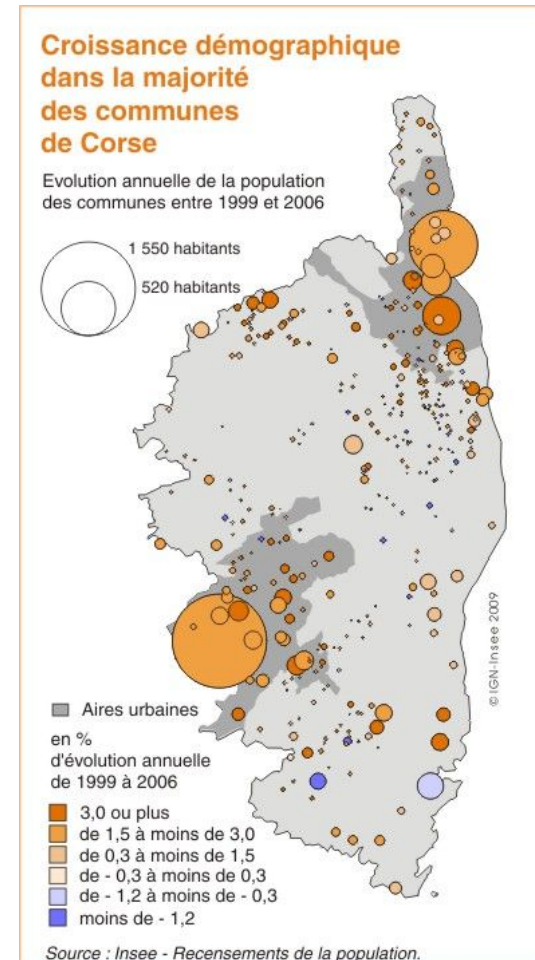 Croissance démographique
dans la majorité
des communes
de Corse
Evolution annuelle de la population
des communes entre 1999 et 2006
1 550 habitants
520 habitants
© IGN-Insee 2009
Aires urbaines
en %
d'évolution annuelle
de 1999 à 2006
3,0 ou plus
de 1,5 à moins de 3,0
de 0,3 à moins de 1,5
de - 0,3 à moins de 0,3
de - 1,2 à moins de - 0,3
moins de - 1,2
Source : Insee - Recensements de la population.